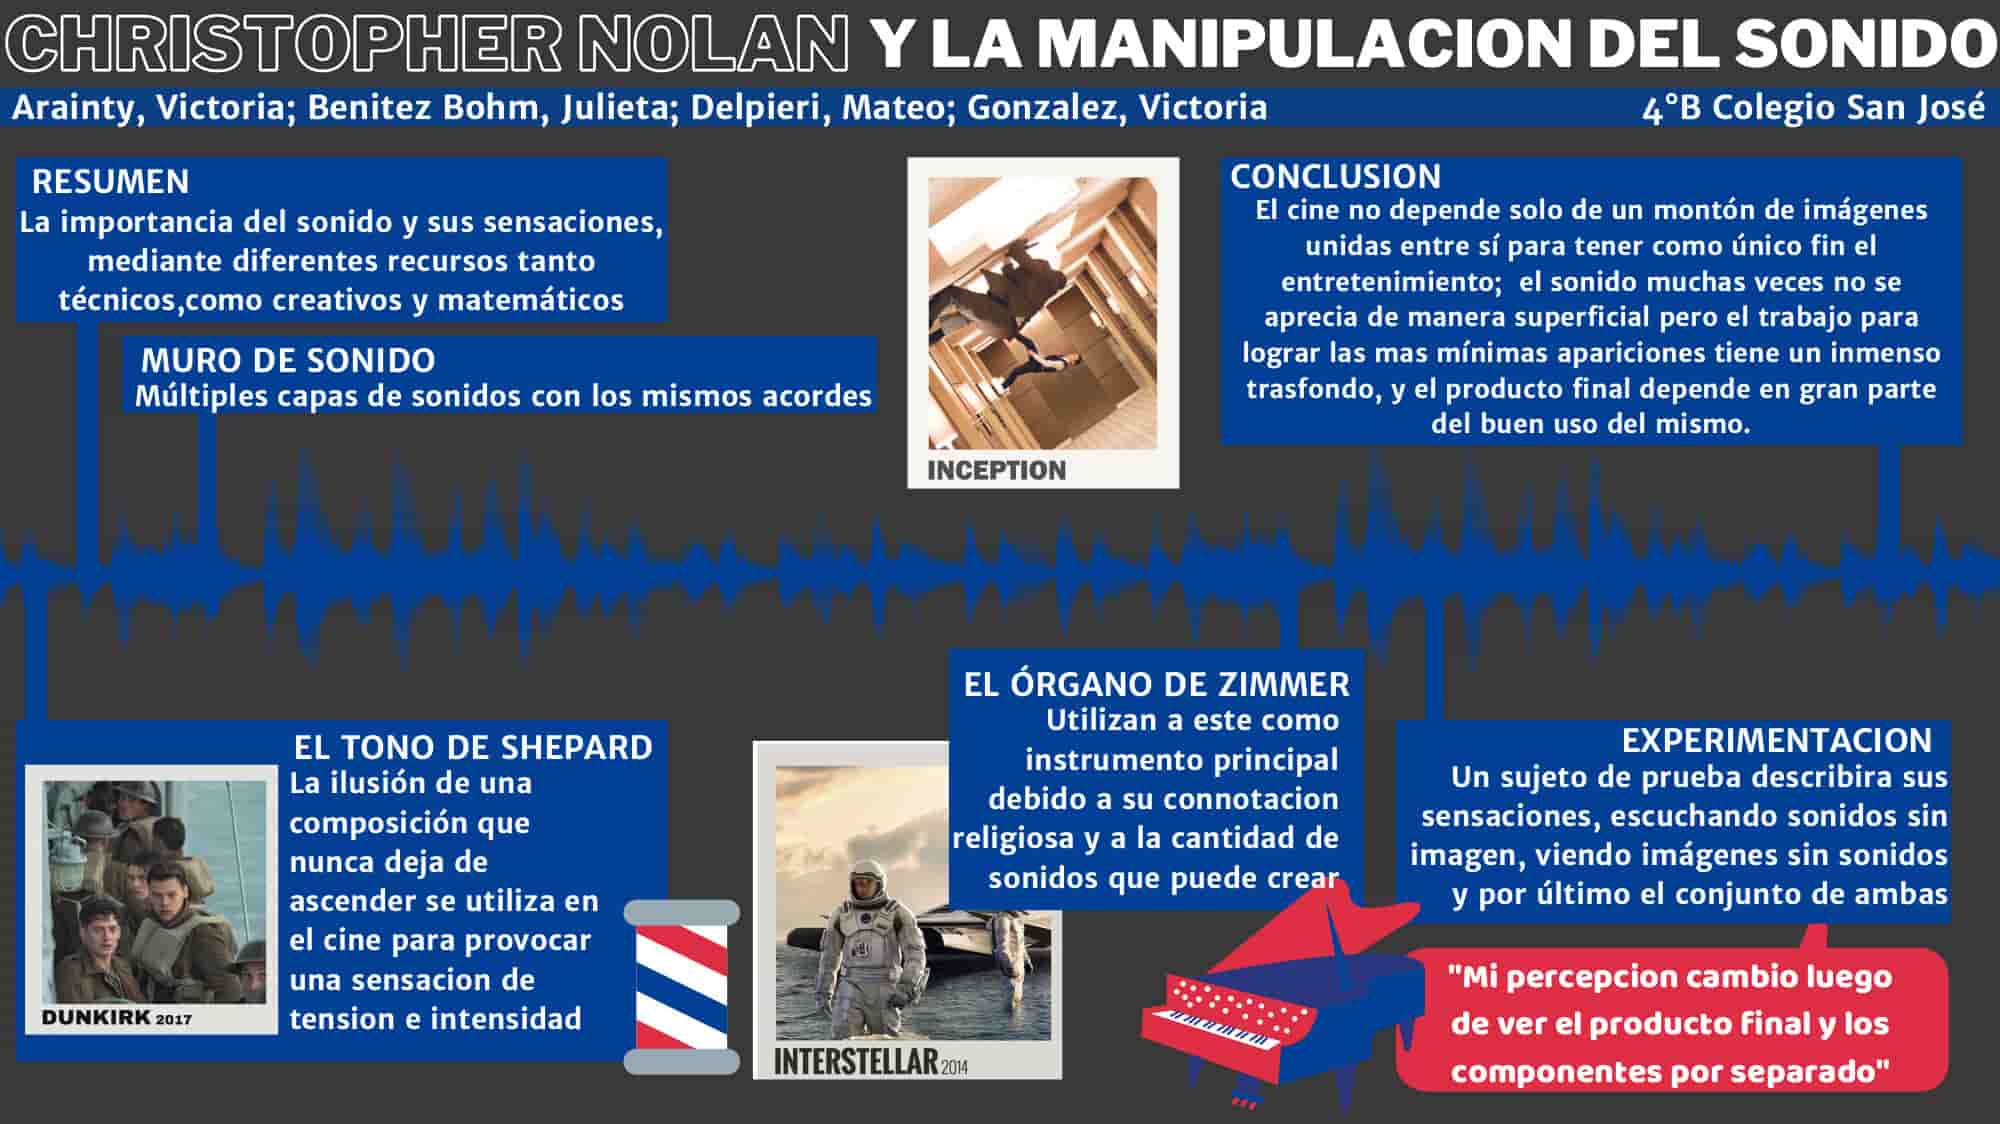 CHRISTOPHER NOLAN Y LA MANIPULACION DEL SONIDO
Arainty, Victoria; Benitez Bohm, Julieta; Delpieri, Mateo; Gonzalez, Victoria
4°B Colegio San José
RESUMEN
La importancia del sonido y sus sensaciones,
mediante diferentes recursos tanto
técnicos,como creativos y matemáticos
MURO DE SONIDO
Múltiples capas de sonidos con los mismos acordes
INCEPTION
CONCLUSION
El cine no depende solo de un montón de imágenes
unidas entre sí para tener como único fin el
entretenimiento;  el sonido muchas veces no se
aprecia de manera superficial pero el trabajo para
lograr las mas mínimas apariciones tiene un inmenso
trasfondo, y el producto final depende en gran parte
del buen uso del mismo.
EL TONO DE SHEPARD
La ilusión de una
composición que
nunca deja de
ascender se utiliza en
el cine para provocar
una sensacion de
tension e intensidad
DUNKIRK 2017
INTERSTELLAR 2014
EL ÓRGANO DE ZIMMER
Utilizan a este como
instrumento principal
debido a su connotacion
religiosa y a la cantidad de
sonidos que puede crear
EXPERIMENTACION
Un sujeto de prueba describira sus
sensaciones, escuchando sonidos sin
imagen, viendo imágenes sin sonidos
y por último el conjunto de ambas
"Mi percepcion cambio luego
de ver el producto final y los
componentes por separado"